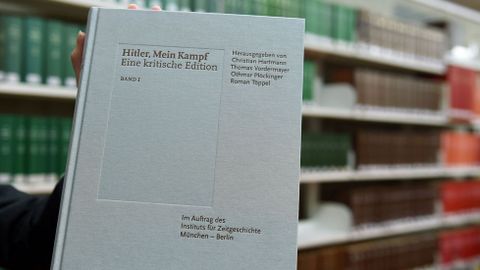 Hitler, Mein Kampf
Eine kritische Edition
BAND I
Herausgegeben von
Christian Hartmann
Thomas Vordermayer
Othmar Plöckinger
Roman Töppel
Im Auftrag des
Instituts für Zeitgeschichte
München – Berlin